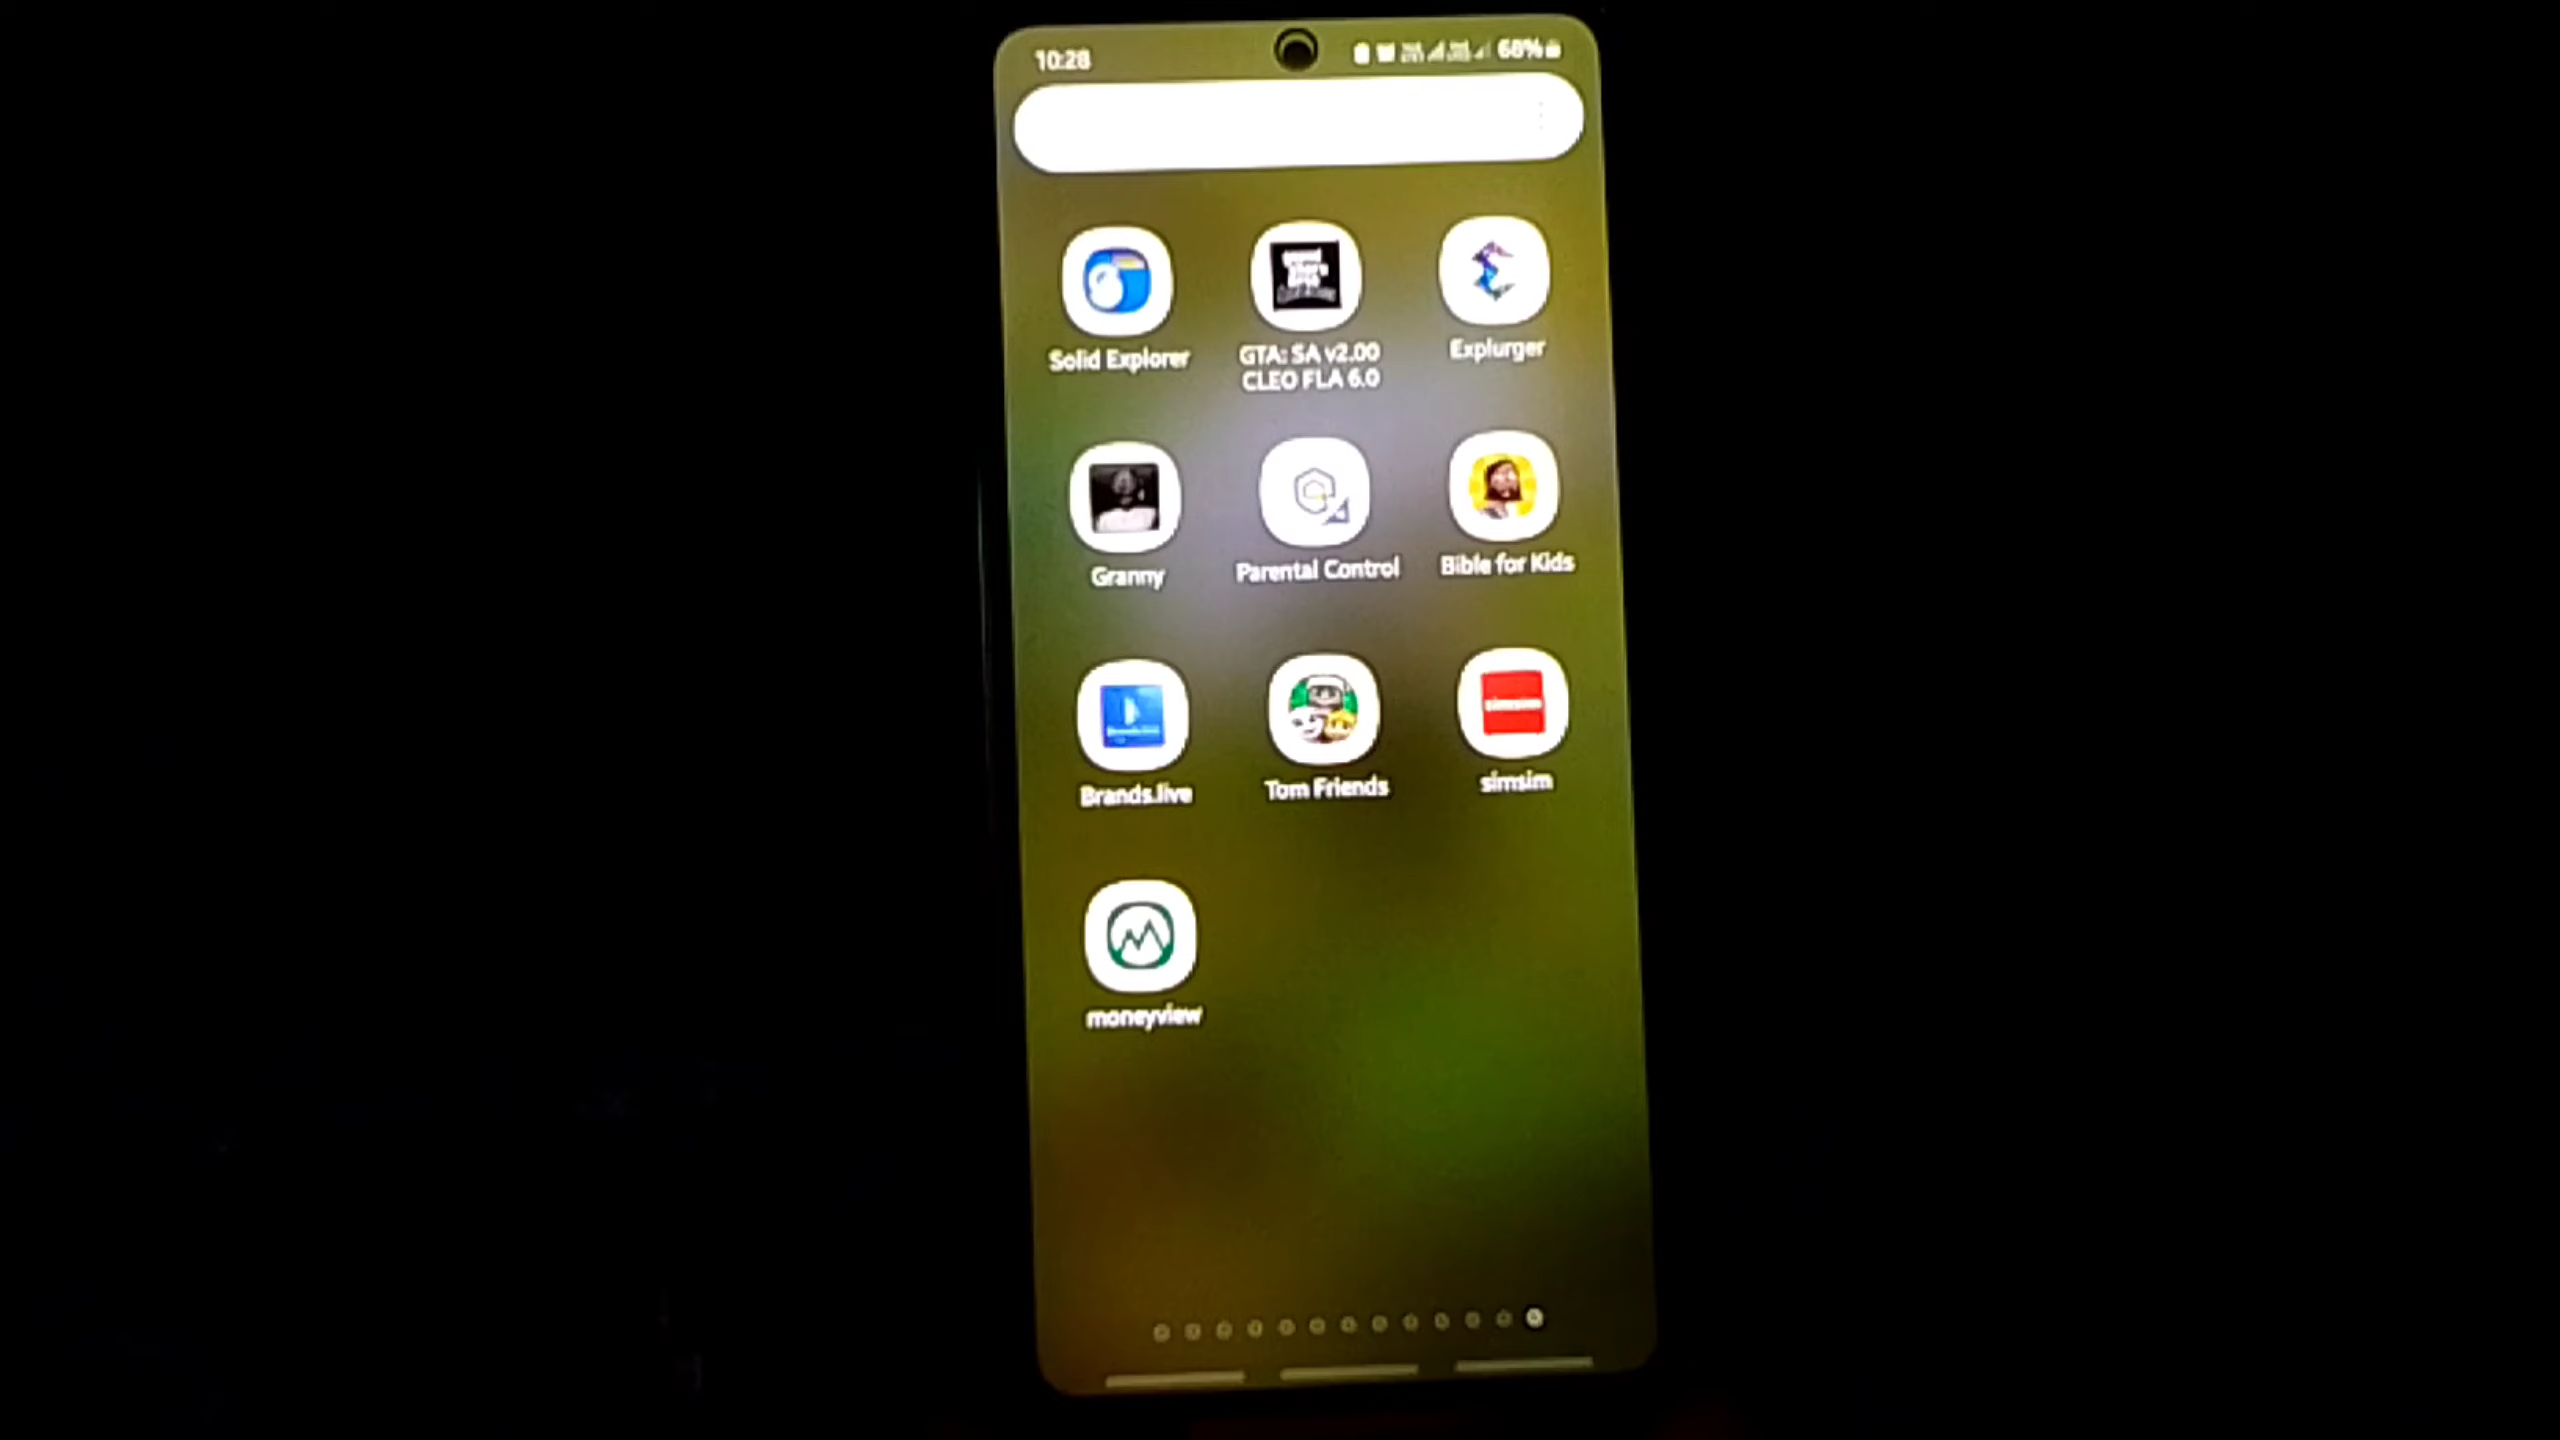 10:28
68%
Solid Explorer
GTA: SA v2.00
CLEO FLA 6.0
Explurger
Granny
Parental Control
Bible for Kids
Brands.live
Tom Friends
simsim
simsim
moneyview